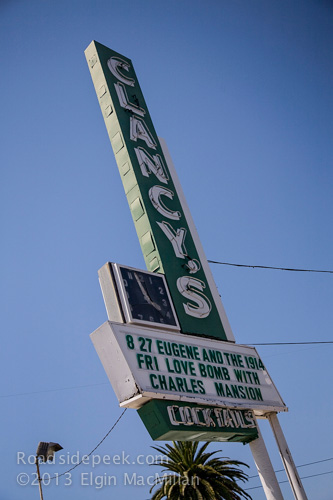 CLANCY'S
8 27 EUGENE AND THE 1914
FRI LOVE BOMB WITH
CHARLES MANSION
COCKTAILS
Roadsidepeek.com
©2013 Elgin MacMillan